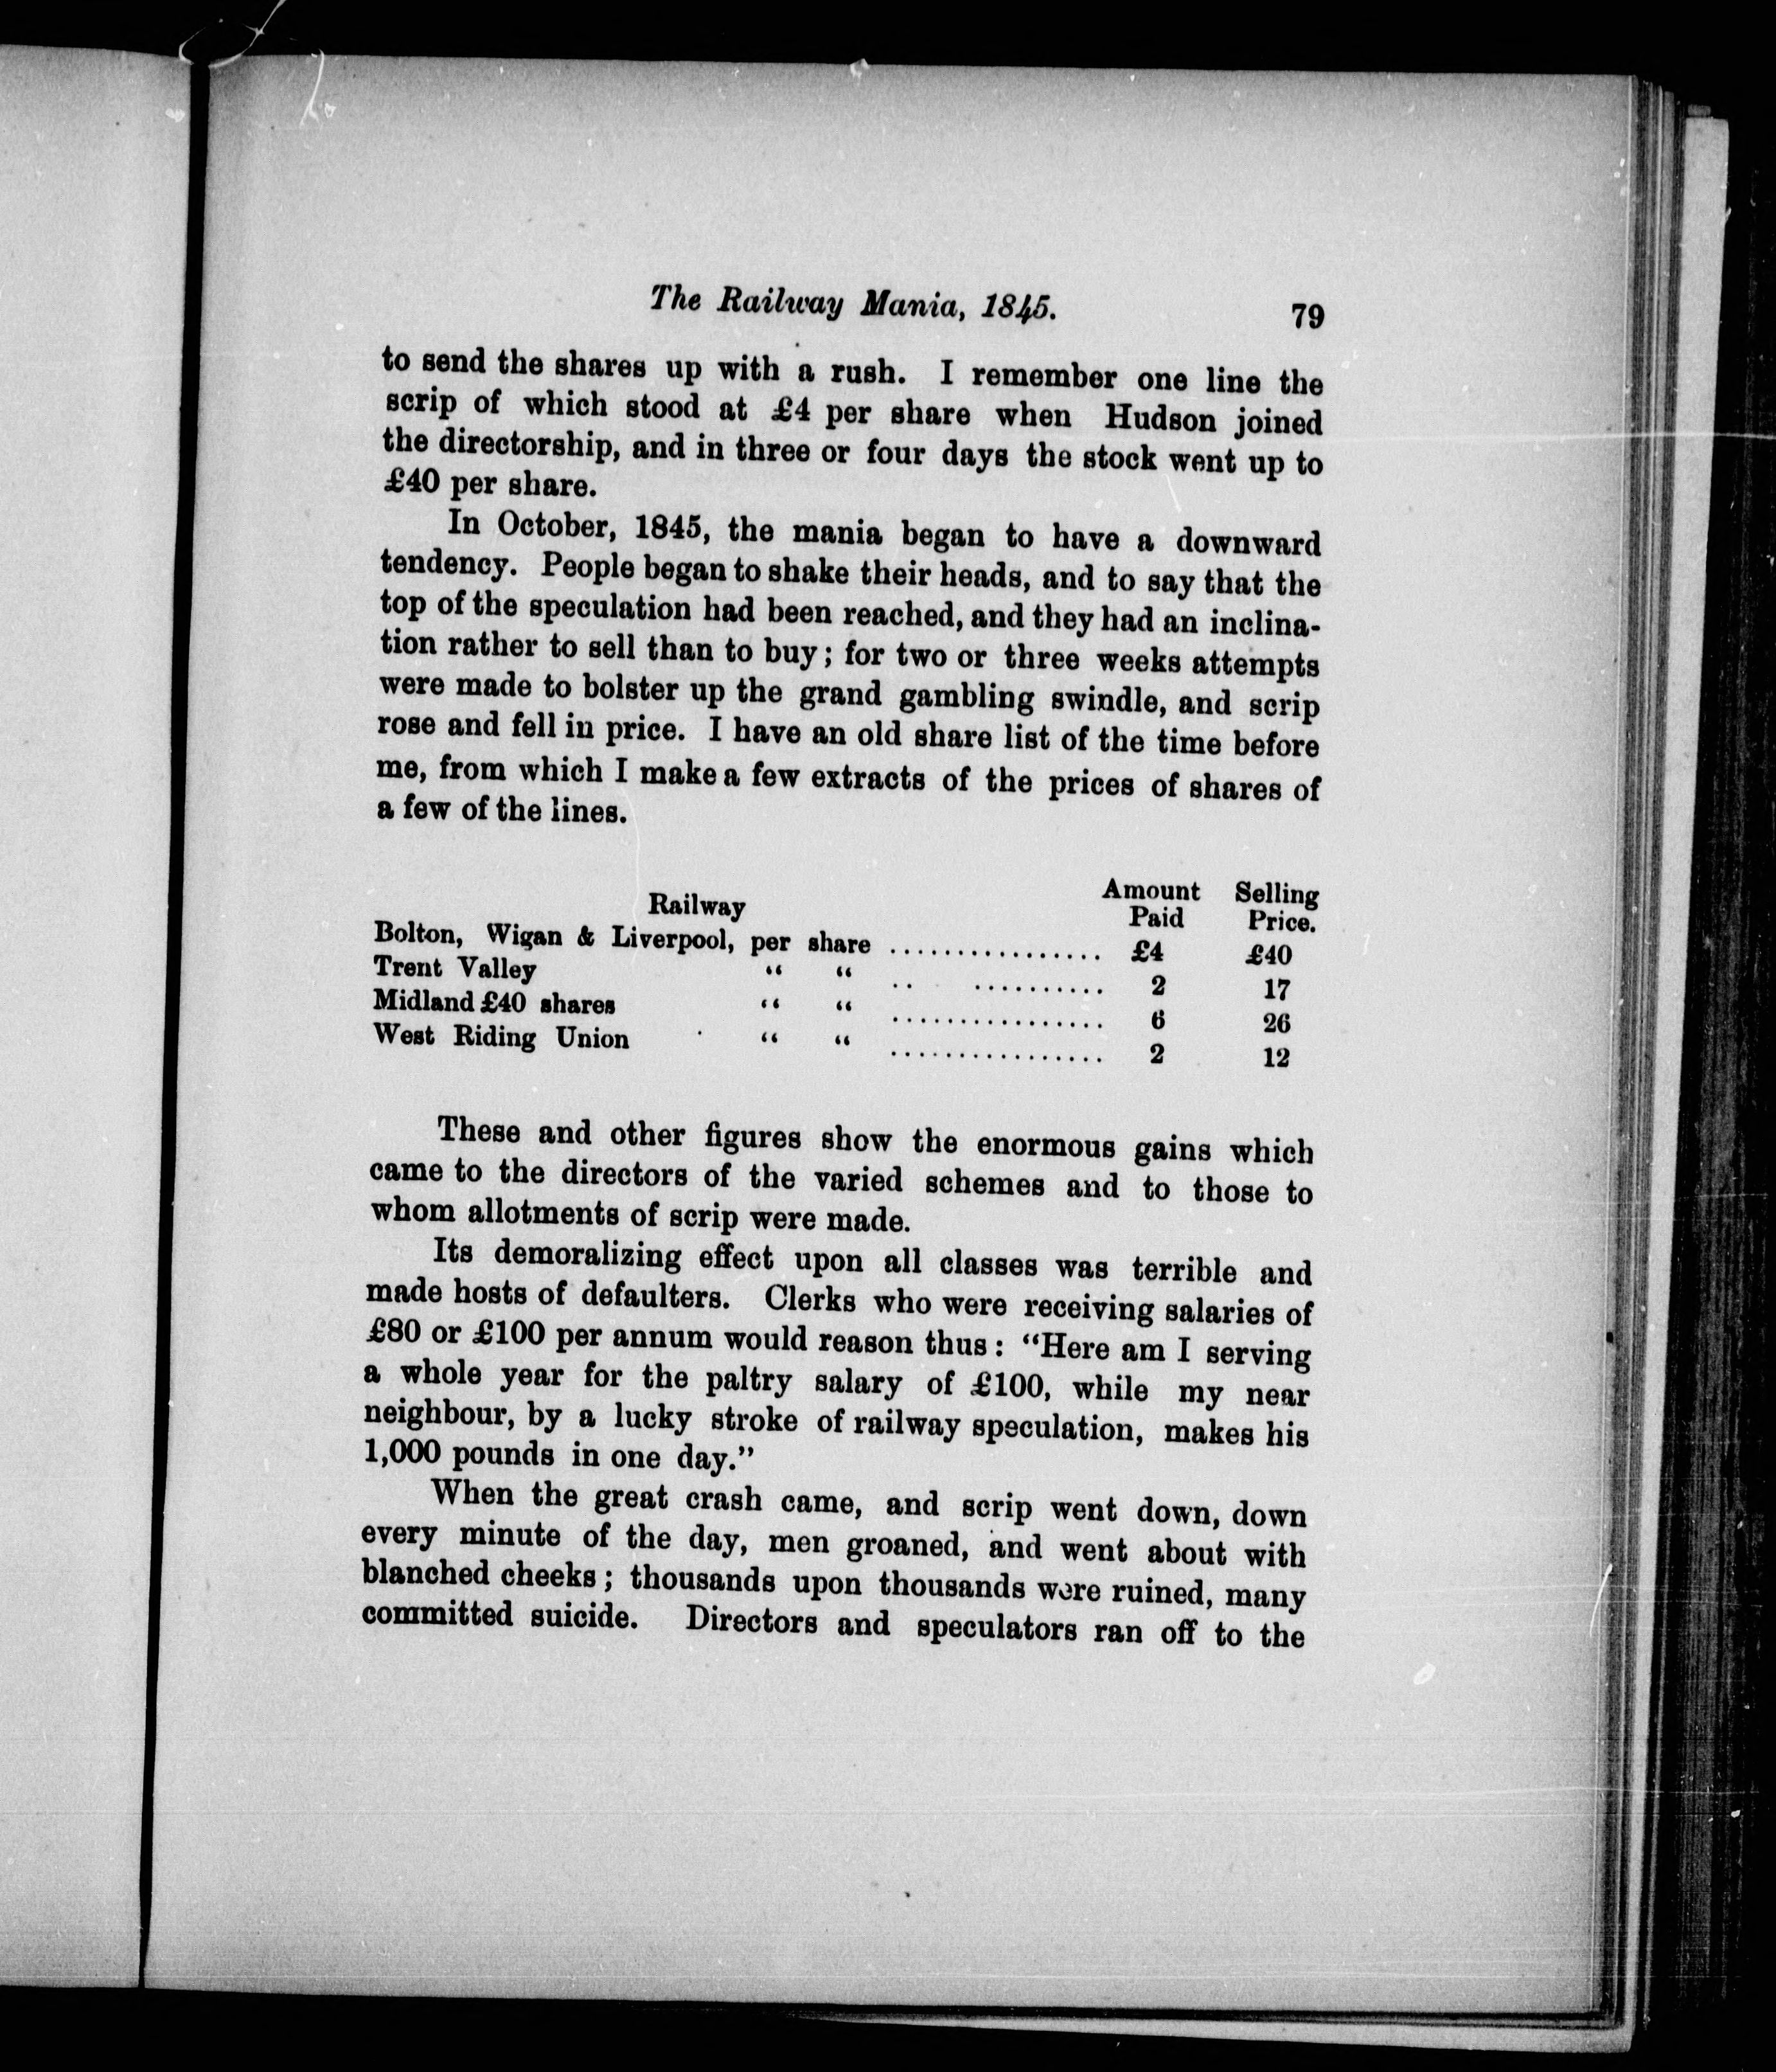 The Railway Mania, 1845. 79
to send the shares up with a rush. I remember one line the
scrip of which stood at £4 per share when Hudson joined
the directorship, and in three or four days the stock went up to
£40 per share.
In October, 1845, the mania began to have a downward
tendency. People began to shake their heads, and to say that the
top of the speculation had been reached, and they had an inclina-
tion rather to sell than to buy; for two or three weeks attempts
were made to bolster up the grand gambling swindle, and scrip
rose and fell in price. I have an old share list of the time before
me, from which I make a few extracts of the prices of shares of
a few of the lines.
Railway Amount Paid Selling Price.
Bolton, Wigan & Liverpool, per share ................ £4 £40
Trent Valley “ “ .. .......... 2 17
Midland £40 shares “ “ ................ 6 26
West Riding Union “ “ ................ 2 12
These and other figures show the enormous gains which
came to the directors of the varied schemes and to those to
whom allotments of scrip were made.
Its demoralizing effect upon all classes was terrible and
made hosts of defaulters. Clerks who were receiving salaries of
£80 or £100 per annum would reason thus: “Here am I serving
a whole year for the paltry salary of £100, while my near
neighbour, by a lucky stroke of railway speculation, makes his
1,000 pounds in one day.”
When the great crash came, and scrip went down, down
every minute of the day, men groaned, and went about with
blanched cheeks; thousands upon thousands were ruined, many
committed suicide. Directors and speculators ran off to the